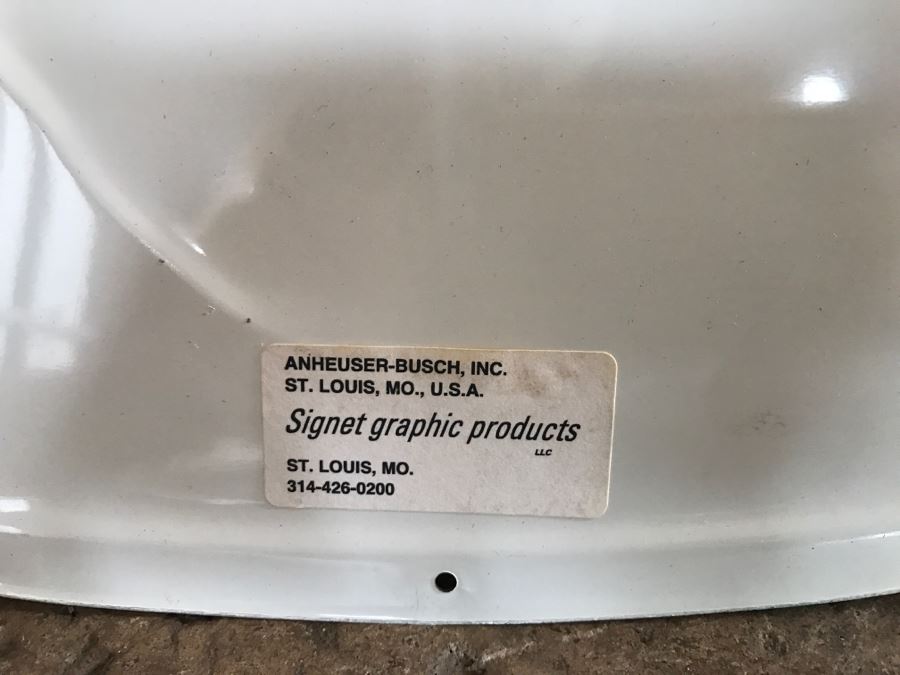 ANHEUSER-BUSCH, INC.
ST. LOUIS, MO., U.S.A.
Signet graphic products
LLC
ST. LOUIS, MO.
314-426-0200